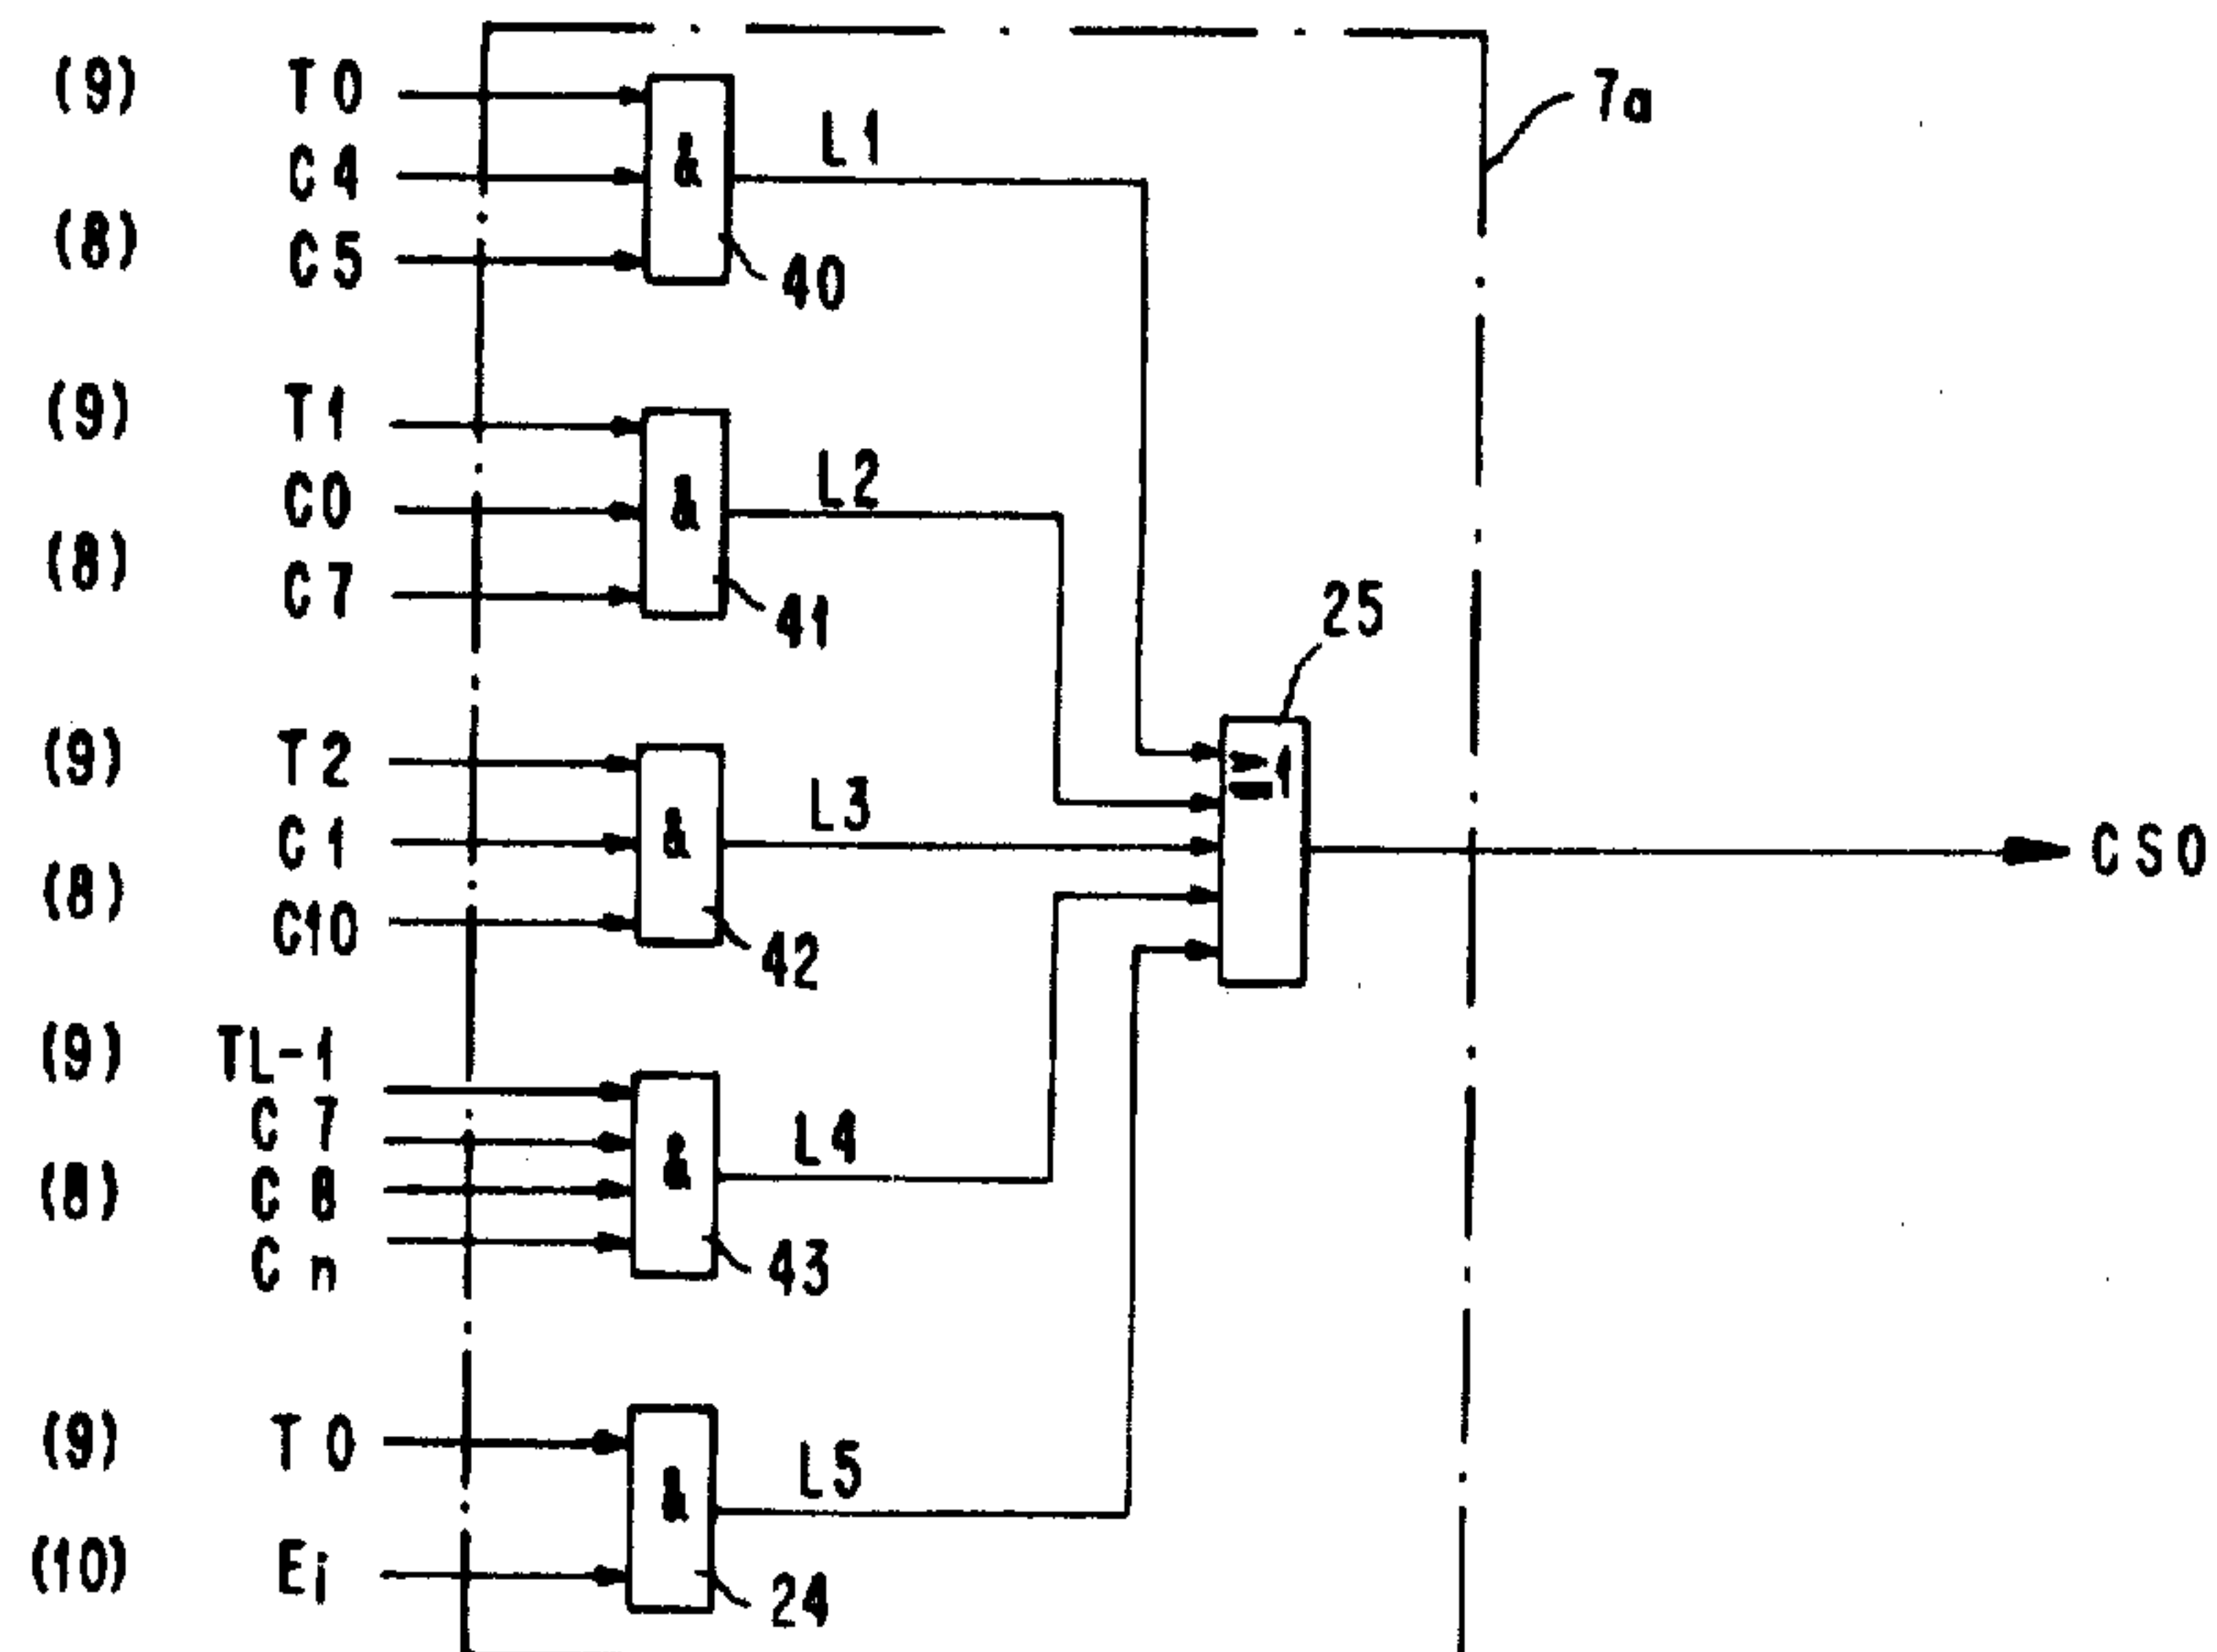 (9) T0
C4
(8)
C5
&
L1
40
7a
(9) T1
C0
(8)
C7
&
L2
41
25
≥1
(9) T2
C1
(8)
C10
&
L3
42
CS0
(9) TL-1
C7
(8)
C8
Cn
&
L4
43
(9) T0
(10) Ei
&
L5
24